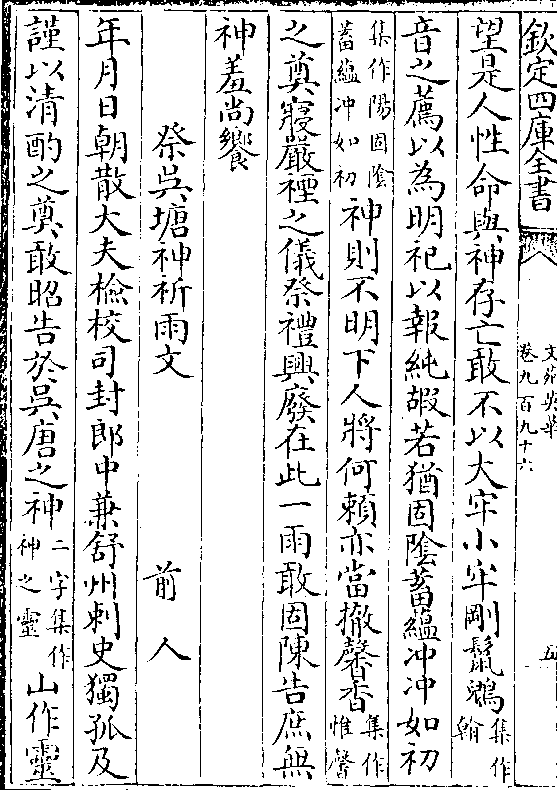 欽定四庫全書
文苑英華
卷九百九十六
五
望是人性命與神存亡敢不以大牢小牢剛鬣鴻集作翰
音之薦以為明祀以報純嘏若猶固陰蓄蘊冲冲如初
集作陽固陰蓄蘊冲如初神則不明下人將何賴亦當撤馨香集作惟馨
之奠寢嚴禋之儀祭禮興廢在此一雨敢固陳告庶無
神羞尚饗
祭吳塘神祈雨文 前人
年月日朝散大夫檢校司封郎中兼舒州刺史獨孤及
謹以清酌之奠敢昭告於吳唐之神二字集作神之靈山作靈